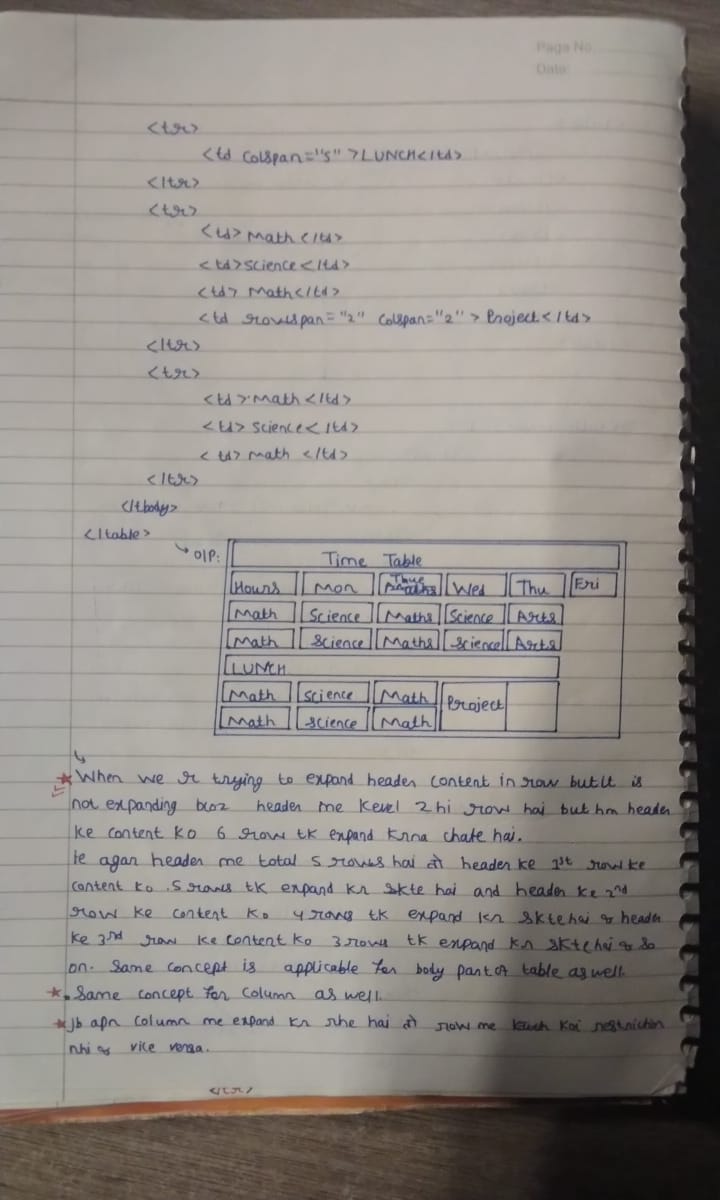 Page No.
Date:
<tr>
<td colspan="5" >LUNCH</td>
</tr>
<tr>
<td> Math </td>
<td>science</td>
<td> Math</td>
<td rowspan="2" colspan="2" > Project</td>
</tr>
<tr>
<td> Math </td>
<td> science</td>
<td> math </td>
</tr>
</tbody>
</table>
↳ O/P:
Time Table
Hours Mon Thue Wed Thu Fri
Math Science Maths Science Arts
Math Science Maths Science Arts
LUNCH
Math Science Math Project
Math Science Math
↳
* When we r trying to expand header content in row but it is
not expanding bcoz header me kevel 2 hi row hai but hm header
ke content ko 6 row tk expand krna chate hai.
Ie agar header me total 5 rows hai तो header ke 1st row ke
content ko 5 rows tk expand kr skte hai and header ke 2nd
row ke content ko 4 rows tk expand kr skte hai & header
ke 3rd row ke content ko 3 rows tk expand kr skte hai & so
on. Same concept is applicable for body part of table as well.
* Same concept for column as well.
* Jb apn column me expand kr rhe hai तो row me kuch koi restriction
nhi & vice versa.
</tr>